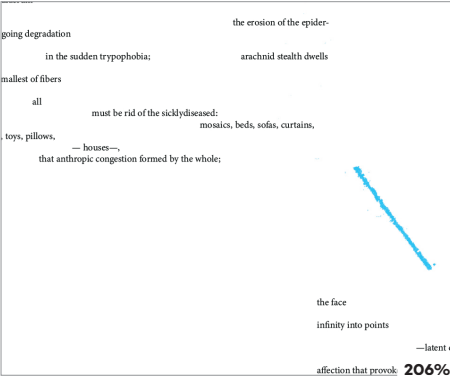 the erosion of the epider-
going degradation
in the sudden trypophobia; arachnid stealth dwells
mallest of fibers
all
must be rid of the sicklydiseased:
mosaics, beds, sofas, curtains,
, toys, pillows,
— houses—,
that anthropic congestion formed by the whole;
the face
infinity into points
—latent
affection that provok
206%